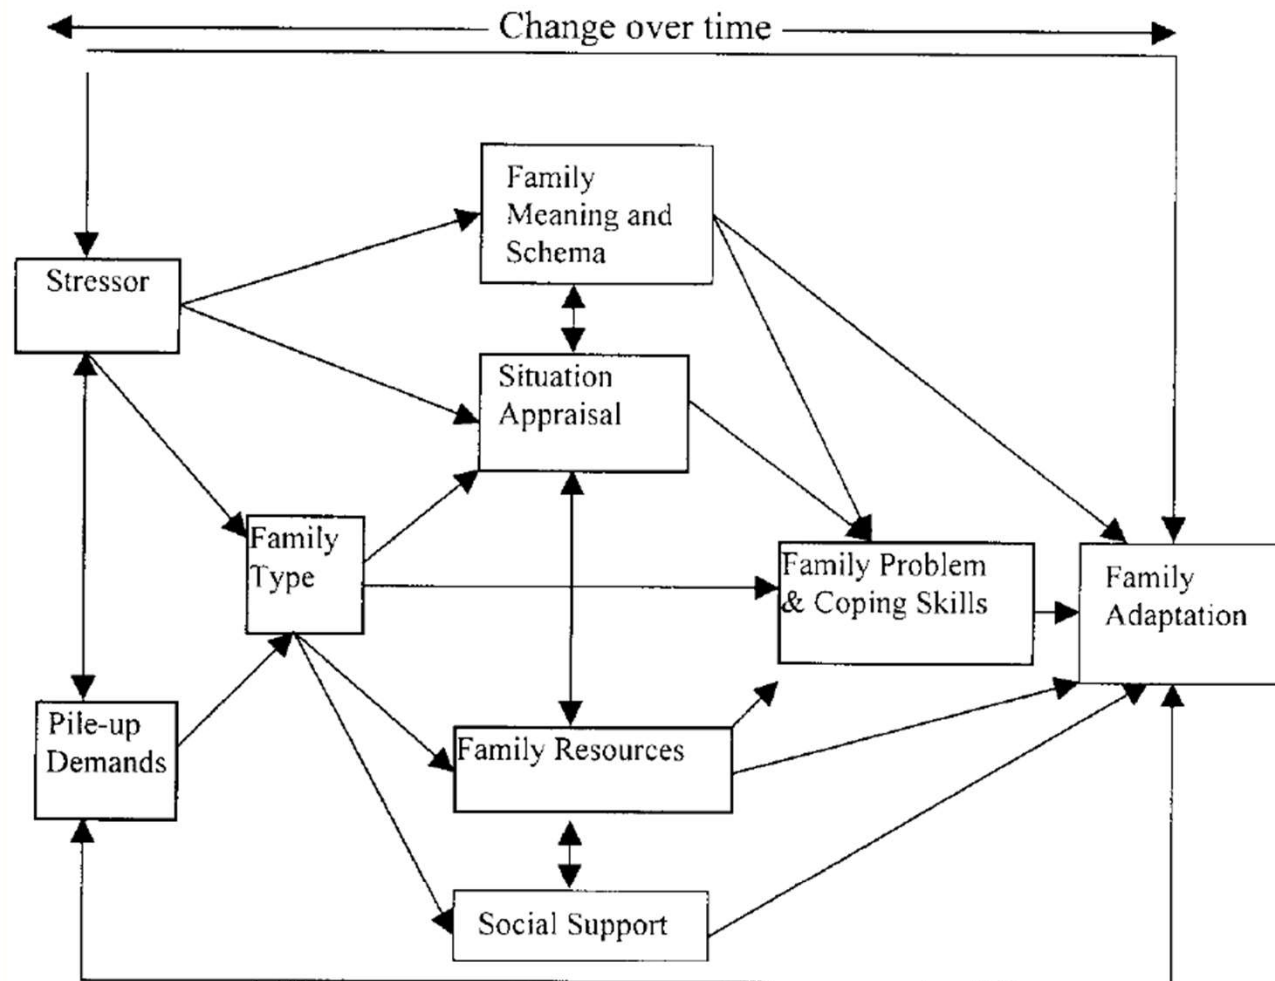 Change over time
Family
Meaning and
Schema
Stressor
Situation
Appraisal
Family
Type
Family Problem
& Coping Skills
Family
Adaptation
Pile-up
Demands
Family Resources
Social Support